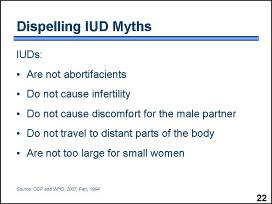 Dispelling IUD Myths
IUDs:
• Are not abortifacients
• Do not cause infertility
• Do not cause discomfort for the male partner
• Do not travel to distant parts of the body
• Are not too large for small women
Source: CCP and WHO, 2007; Farr, 1994
22